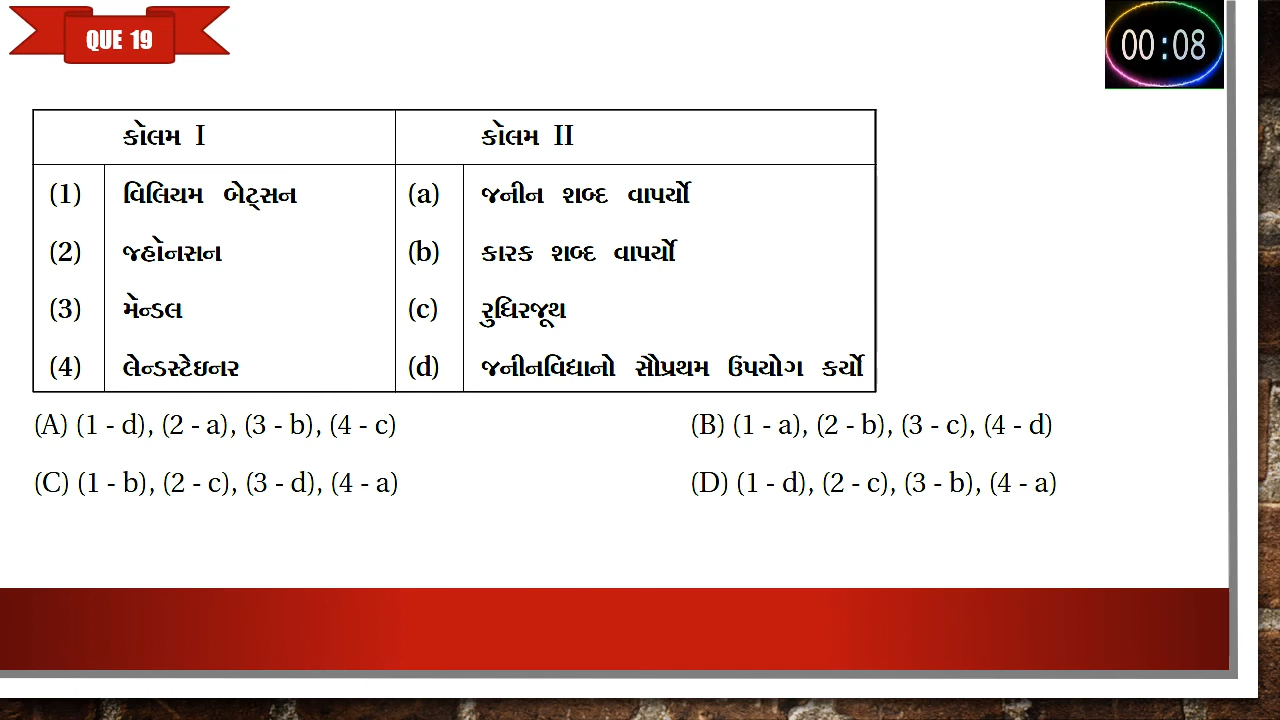 QUE 19
00:08
કોલમ I કોલમ II
(1) વિલિયમ બેટ્સન (a) જનીન શબ્દ વાપર્યો
(2) જ્હોનસન (b) કારક શબ્દ વાપર્યો
(3) મેન્ડલ (c) રુધિરજૂથ
(4) લેન્ડસ્ટેઇનર (d) જનીનવિદ્યાનો સૌપ્રથમ ઉપયોગ કર્યો
(A) (1 - d), (2 - a), (3 - b), (4 - c) (B) (1 - a), (2 - b), (3 - c), (4 - d)
(C) (1 - b), (2 - c), (3 - d), (4 - a) (D) (1 - d), (2 - c), (3 - b), (4 - a)